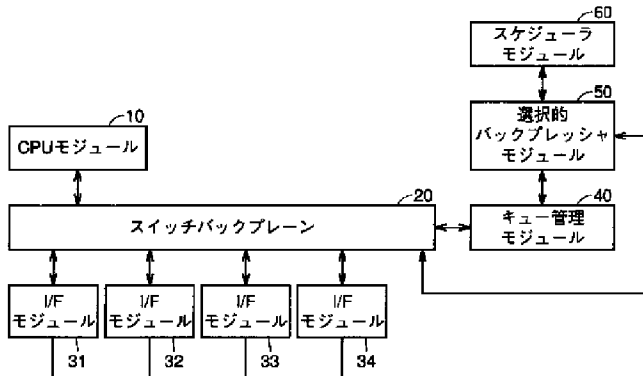 60
スケジューラ
モジュール
50
選択的
バックプレッシャ
モジュール
10
CPUモジュール
20
スイッチバックプレーン
40
キュー管理
モジュール
I/F
モジュール
31
I/F
モジュール
32
I/F
モジュール
33
I/F
モジュール
34